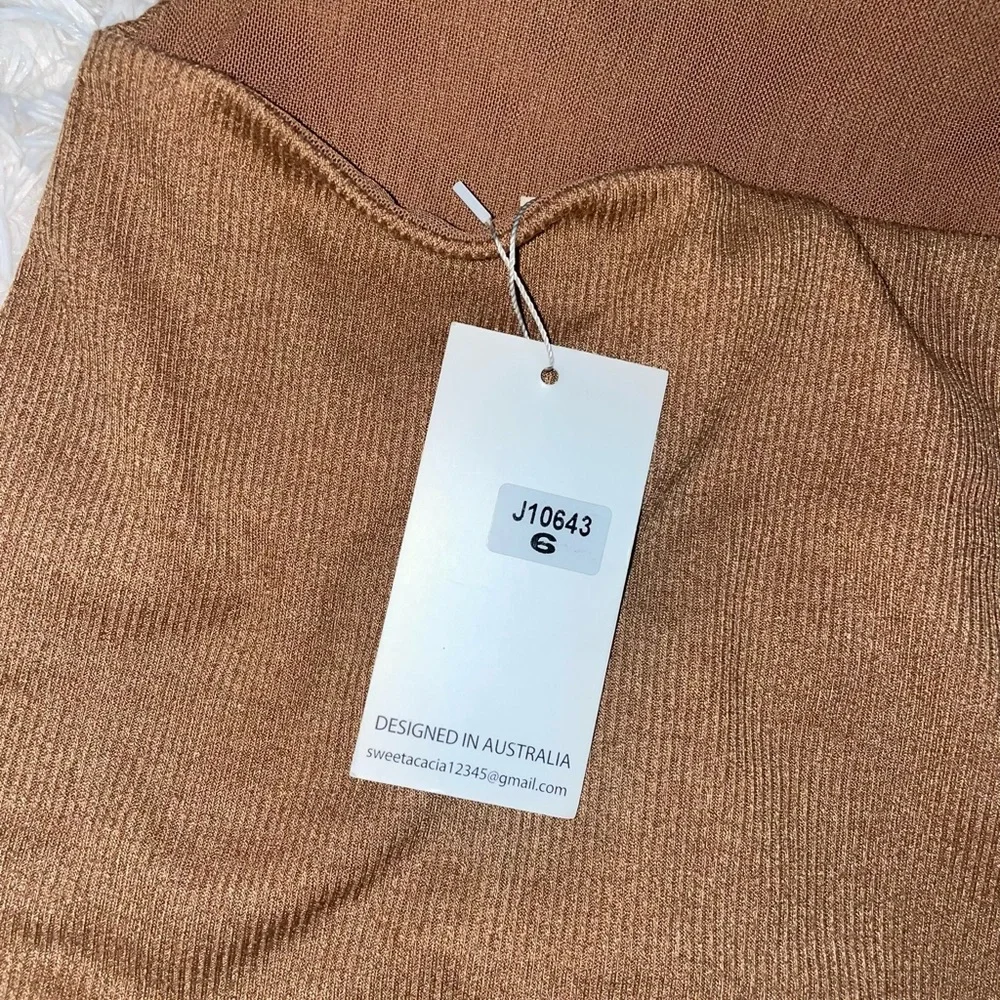 J10643
6
DESIGNED IN AUSTRALIA
sweetacacia12345@gmail.com